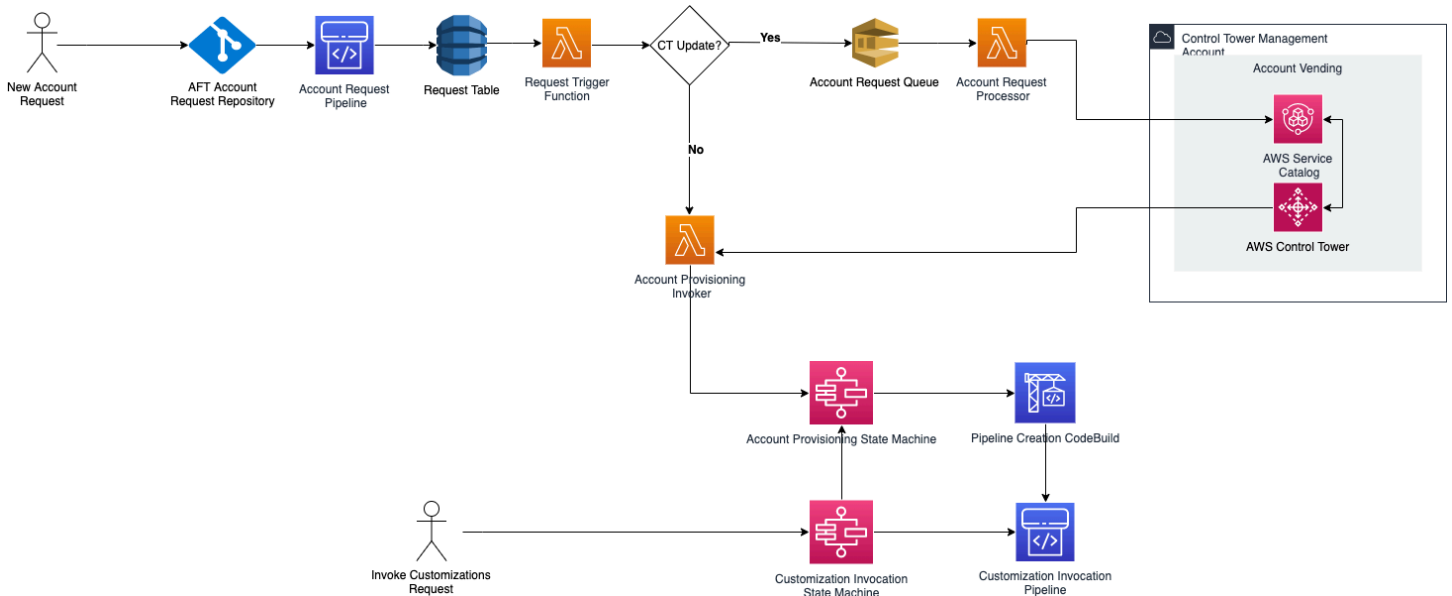 New Account
Request
AFT Account
Request Repository
Account Request
Pipeline
Request Table
Request Trigger
Function
CT Update?
Yes
No
Account Request Queue
Account Request
Processor
Control Tower Management
Account
Account Vending
AWS Service
Catalog
AWS Control Tower
Account Provisioning
Invoker
Account Provisioning State Machine
Pipeline Creation CodeBuild
Invoke Customizations
Request
Customization Invocation
State Machine
Customization Invocation
Pipeline